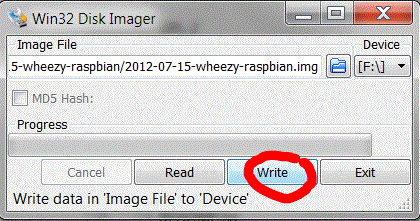 Win32 Disk Imager
Image File Device
5-wheezy-raspbian/2012-07-15-wheezy-raspbian.img [F:\]
MD5 Hash:
Progress
Cancel Read Write Exit
Write data in 'Image File' to 'Device'